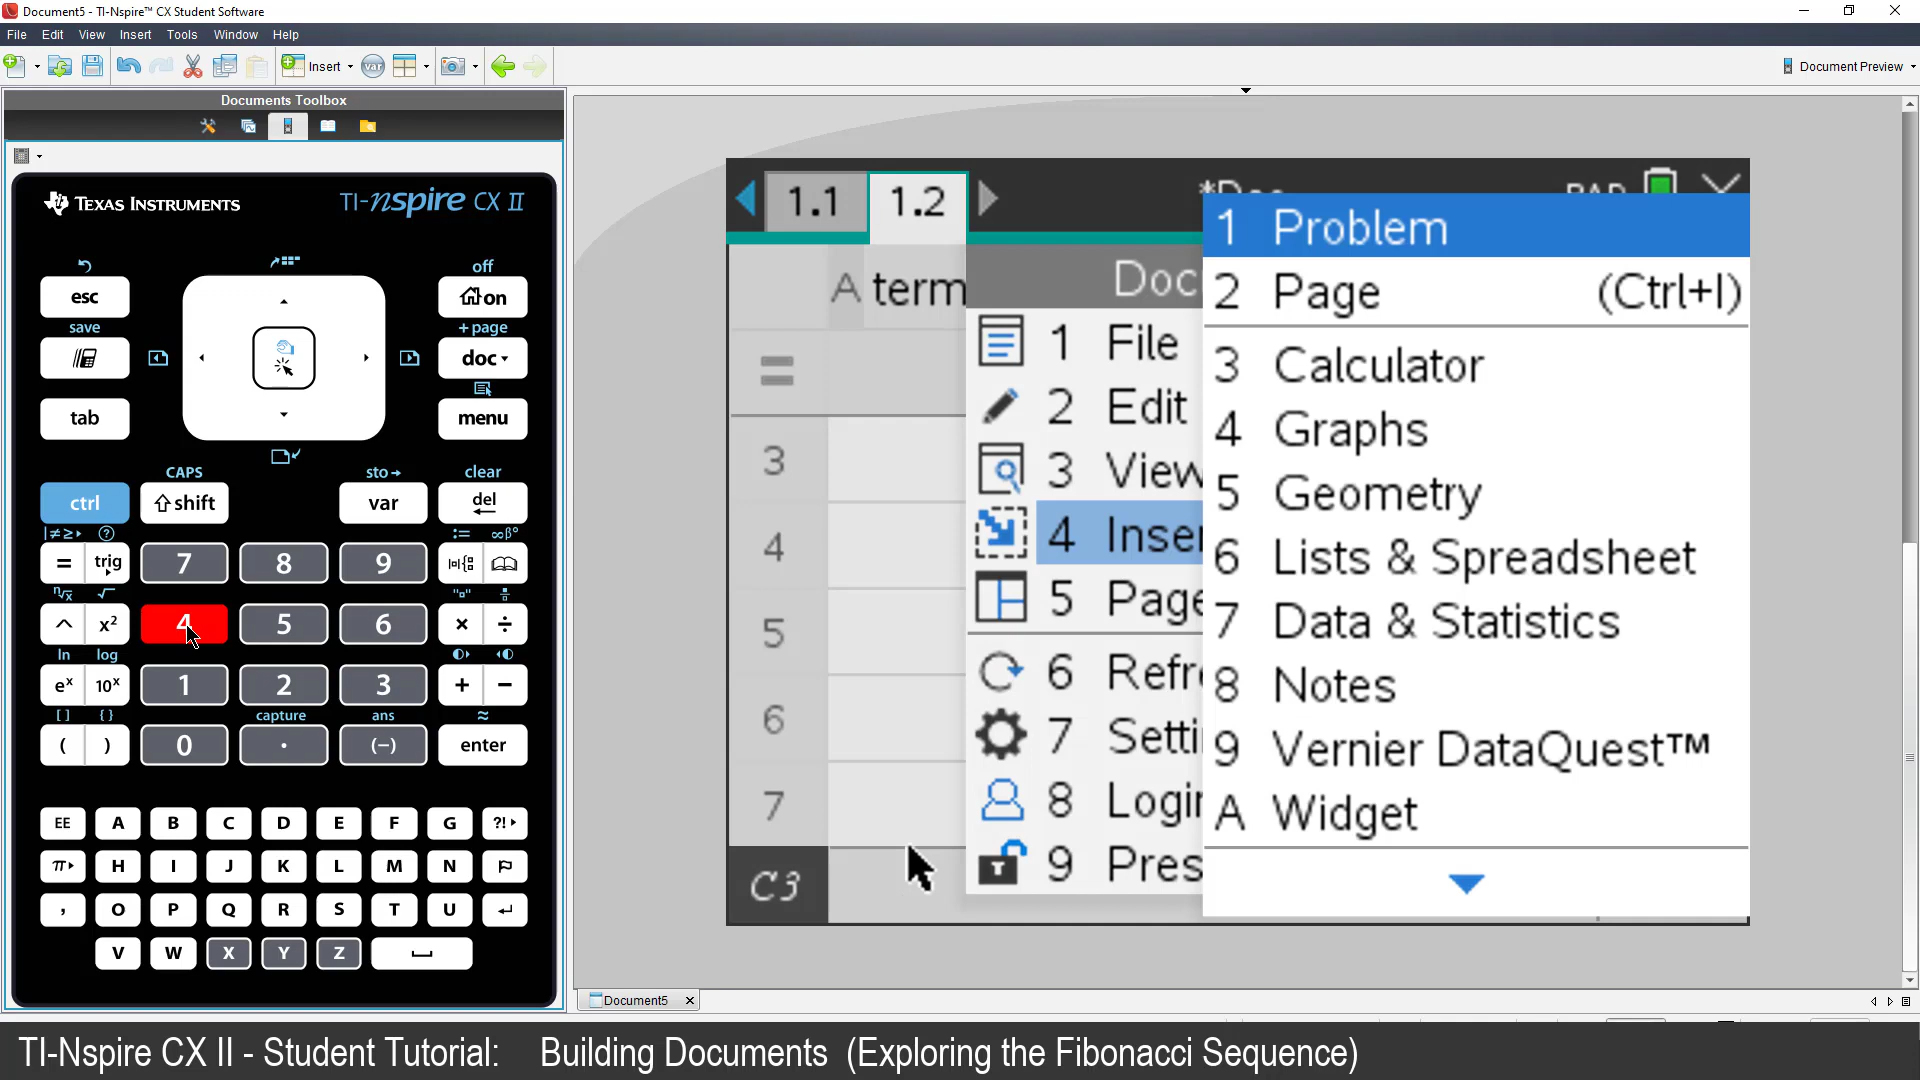 Document5 - TI-Nspire™ CX Student Software
File Edit View Insert Tools Window Help
Insert var Document Preview
Documents Toolbox
TEXAS INSTRUMENTS TI-nspire CX II
off
esc on
save + page
doc
tab menu
CAPS sto→ clear
ctrl shift var del
|≠≥▸ ? := ∞β°
= trig 7 8 9
ⁿ√x √ "□"
^ x² 4 5 6 × ÷
ln log
eˣ 10ˣ 1 2 3 + −
[ ] { } capture ans ≈
( ) 0 . (−) enter
EE A B C D E F G ?!▸
π▸ H I J K L M N
, O P Q R S T U
V W X Y Z
1.1 1.2 *Doc RAD
A term
=
3
4
5
6
7
C3
Doc
1 File
2 Edit
3 View
4 Inser
5 Page
6 Refr
7 Setti
8 Login
9 Pres
1 Problem
2 Page (Ctrl+I)
3 Calculator
4 Graphs
5 Geometry
6 Lists & Spreadsheet
7 Data & Statistics
8 Notes
9 Vernier DataQuest™
A Widget
Document5
TI-Nspire CX II - Student Tutorial: Building Documents (Exploring the Fibonacci Sequence)